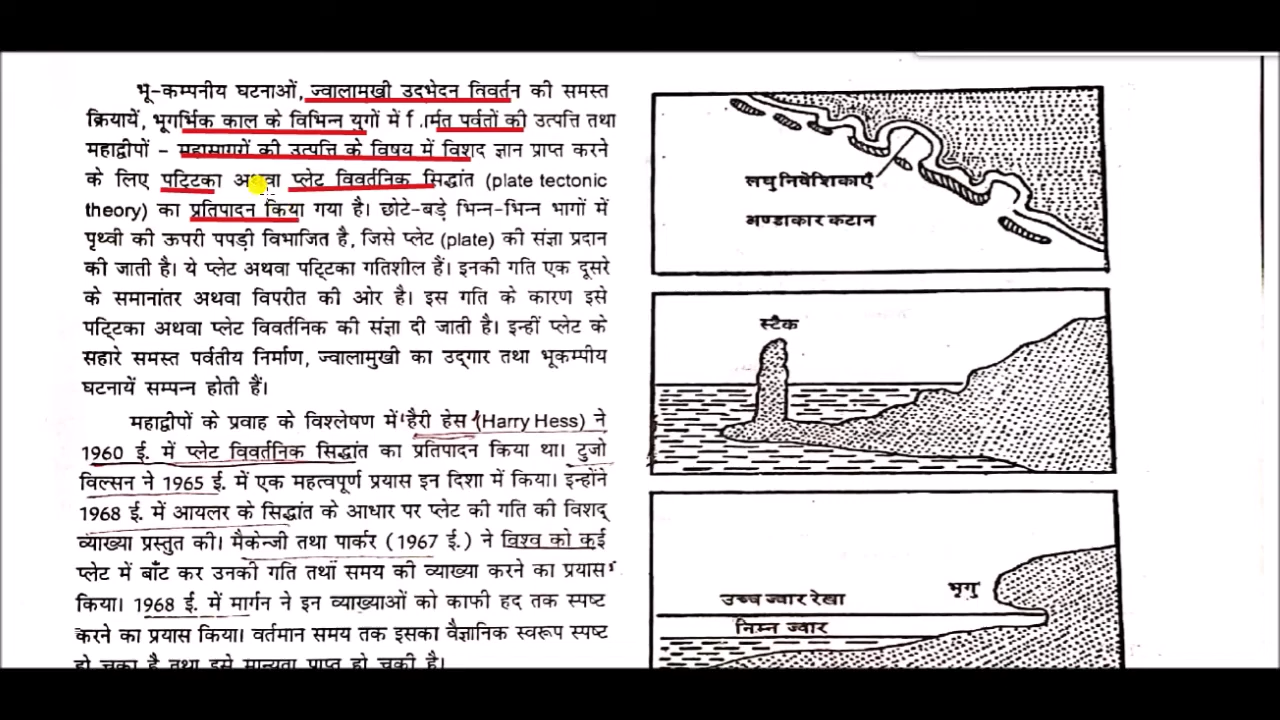 भू-कम्पनीय घटनाओं, ज्वालामुखी उद्भेदन विवर्तन की समस्त
क्रियायें, भूगर्भिक काल के विभिन्न युगों में पर्वतों की उत्पत्ति तथा
महाद्वीपों – महासागरों की उत्पत्ति के विषय में विशद ज्ञान प्राप्त करने
के लिए पट्टिका अथवा प्लेट विवर्तनिक सिद्धांत (plate tectonic
theory) का प्रतिपादन किया गया है। छोटे-बड़े भिन्न-भिन्न भागों में
पृथ्वी की ऊपरी पपड़ी विभाजित है, जिसे प्लेट (plate) की संज्ञा प्रदान
की जाती है। ये प्लेट अथवा पट्टिका गतिशील हैं। इनकी गति एक दूसरे
के समानांतर अथवा विपरीत की ओर है। इस गति के कारण इसे
पट्टिका अथवा प्लेट विवर्तनिक की संज्ञा दी जाती है। इन्हीं प्लेट के
सहारे समस्त पर्वतीय निर्माण, ज्वालामुखी का उद्गार तथा भूकम्पीय
घटनायें सम्पन्न होती हैं।
महाद्वीपों के प्रवाह के विश्लेषण में हैरी हेस (Harry Hess) ने
1960 ई. में प्लेट विवर्तनिक सिद्धांत का प्रतिपादन किया था। टुजो
विल्सन ने 1965 ई. में एक महत्वपूर्ण प्रयास इन दिशा में किया। इन्होंने
1968 ई. में आयलर के सिद्धांत के आधार पर प्लेट की गति की विशद्
व्याख्या प्रस्तुत की। मैकेन्जी तथा पार्कर (1967 ई.) ने विश्व को कई
प्लेट में बाँट कर उनकी गति तथा समय की व्याख्या करने का प्रयास
किया। 1968 ई. में मार्गन ने इन व्याख्याओं को काफी हद तक स्पष्ट
करने का प्रयास किया। वर्तमान समय तक इसका वैज्ञानिक स्वरूप स्पष्ट
हो चुका है तथा इसे मान्यता प्राप्त हो चुकी है।
लघु निवेशिकाएँ
अण्डाकार कटान
स्टैक
भृगु
उच्च ज्वार रेखा
निम्न ज्वार